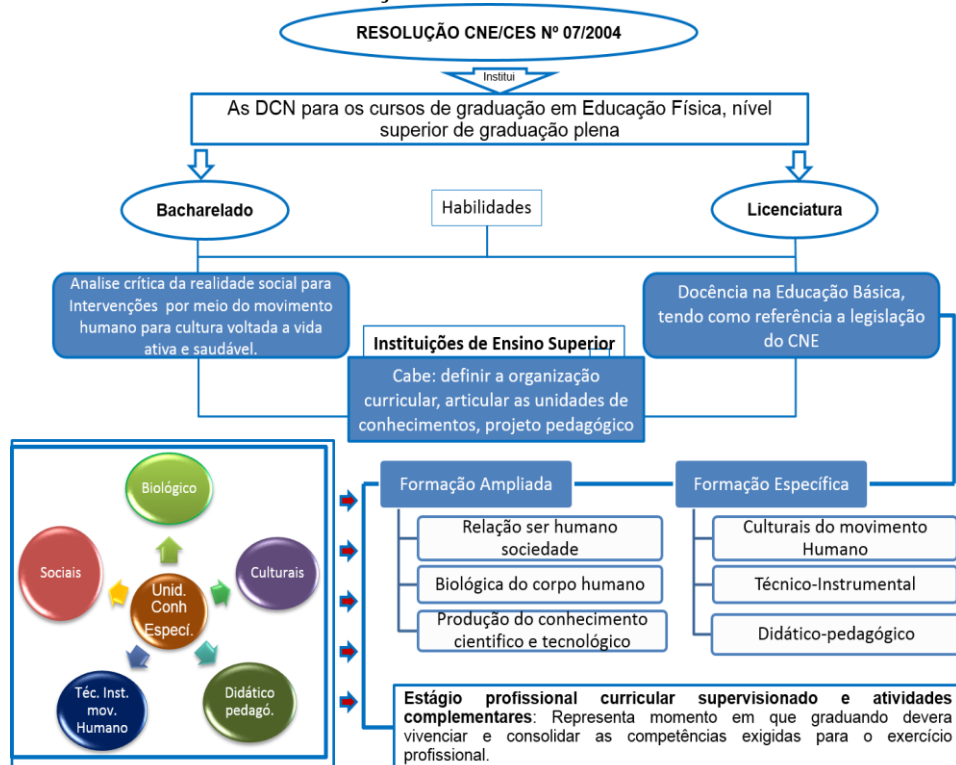 RESOLUÇÃO CNE/CES Nº 07/2004
Institui
As DCN para os cursos de graduação em Educação Física, nível
superior de graduação plena
Bacharelado
Habilidades
Licenciatura
Analise crítica da realidade social para
Intervenções por meio do movimento
humano para cultura voltada a vida
ativa e saudável.
Docência na Educação Básica,
tendo como referência a legislação
do CNE
Instituições de Ensino Superior
Cabe: definir a organização
curricular, articular as unidades de
conhecimentos, projeto pedagógico
Biológico
Sociais
Culturais
Unid.
Conh
Especí.
Téc. Inst.
mov.
Humano
Didático
pedagó.
Formação Ampliada
Relação ser humano
sociedade
Biológica do corpo humano
Produção do conhecimento
cientifico e tecnológico
Formação Específica
Culturais do movimento
Humano
Técnico-Instrumental
Didático-pedagógico
Estágio profissional curricular supervisionado e atividades
complementares: Representa momento em que graduando devera
vivenciar e consolidar as competências exigidas para o exercício
profissional.